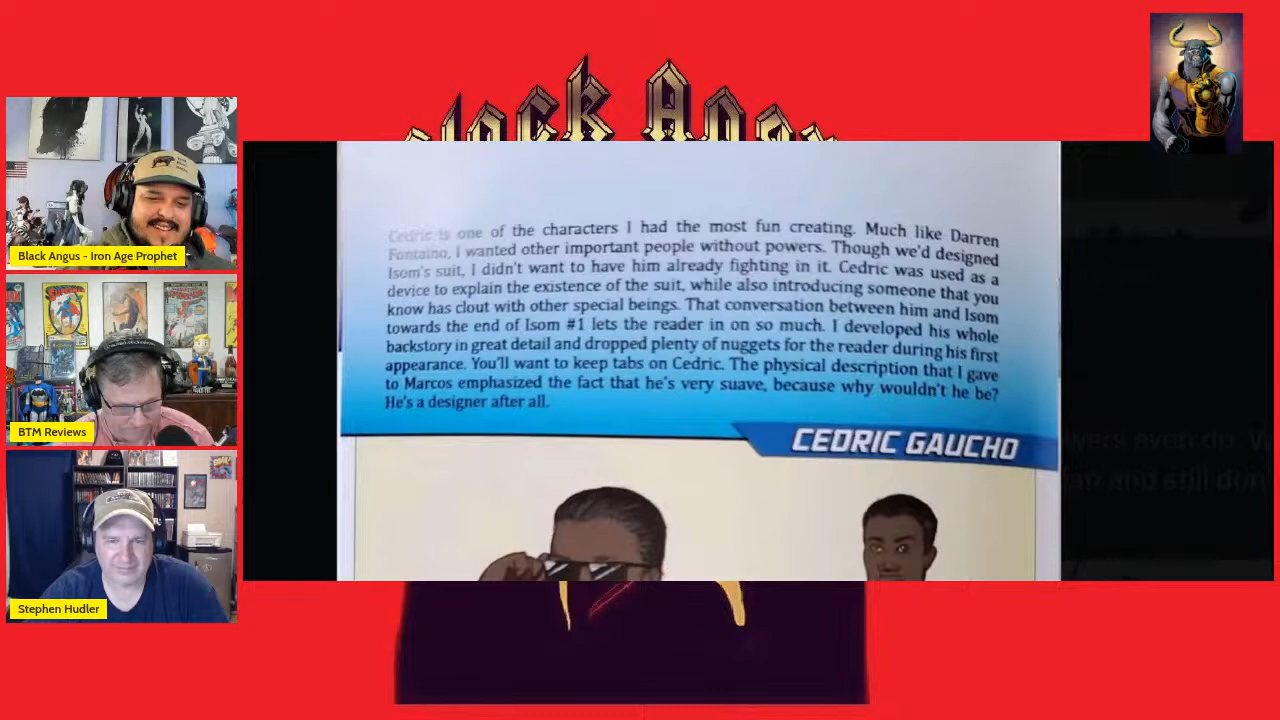 Black Angus
Cedric is one of the characters I had the most fun creating. Much like Darren
Fontaino, I wanted other important people without powers. Though we'd designed
Isom's suit, I didn't want to have him already fighting in it. Cedric was used as a
device to explain the existence of the suit, while also introducing someone that you
know has clout with other special beings. That conversation between him and Isom
towards the end of Isom #1 lets the reader in on so much. I developed his whole
backstory in great detail and dropped plenty of nuggets for the reader during his first
appearance. You'll want to keep tabs on Cedric. The physical description that I gave
to Marcos emphasized the fact that he's very suave, because why wouldn't he be?
He's a designer after all.
CEDRIC GAUCHO
even do. W
and still don
Black Angus - Iron Age Prophet
BTM Reviews
Stephen Hudler